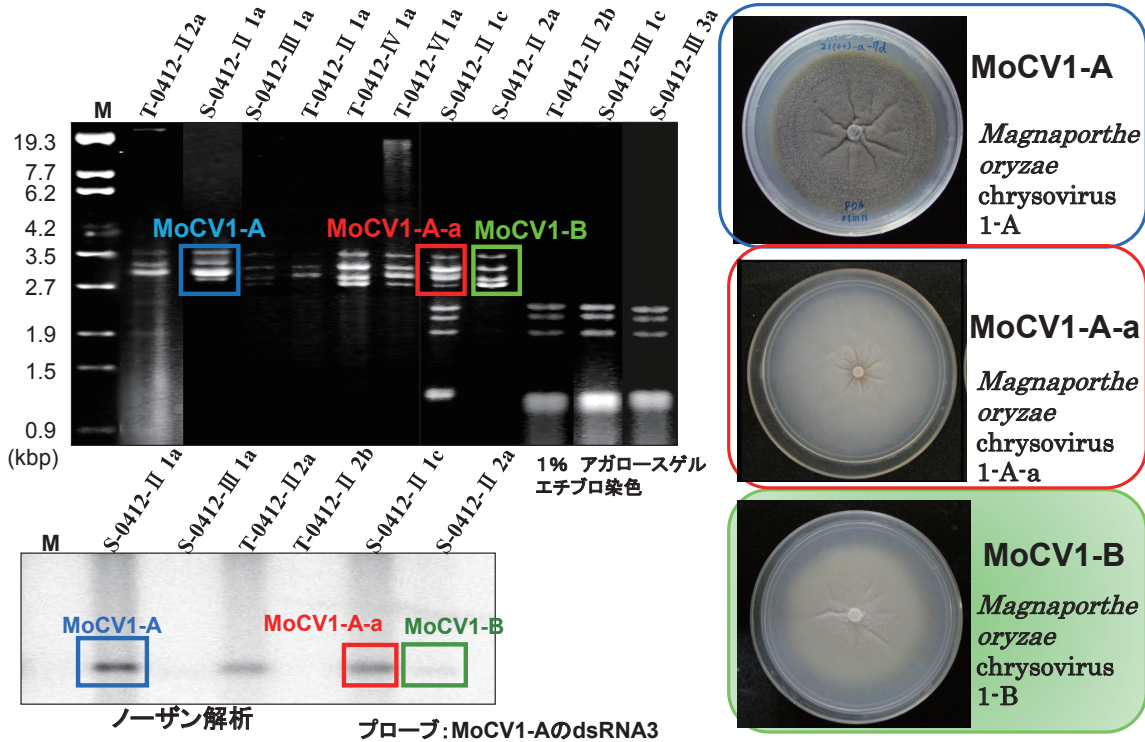 T-0412-II 2a
S-0412-II 1a
S-0412-III 1a
T-0412-II 1a
T-0412-IV 1a
T-0412-VI 1a
S-0412-II 1c
S-0412-II 2a
T-0412-II 2b
S-0412-III 1c
S-0412-III 3a
M
19.3
7.7
6.2
4.2
3.5
2.7
1.9
1.5
0.9
(kbp)
MoCV1-A
MoCV1-A-a
MoCV1-B
1% アガロースゲル
エチブロ染色
M
S-0412-II 1a
S-0412-III 1a
T-0412-II 2a
T-0412-II 2b
S-0412-II 1c
S-0412-II 2a
MoCV1-A
MoCV1-A-a
MoCV1-B
ノーザン解析
プローブ:MoCV1-AのdsRNA3
MoCV1-A
Magnaporthe
oryzae
chrysovirus
1-A
PDA
MoCV1-A-a
Magnaporthe
oryzae
chrysovirus
1-A-a
MoCV1-B
Magnaporthe
oryzae
chrysovirus
1-B